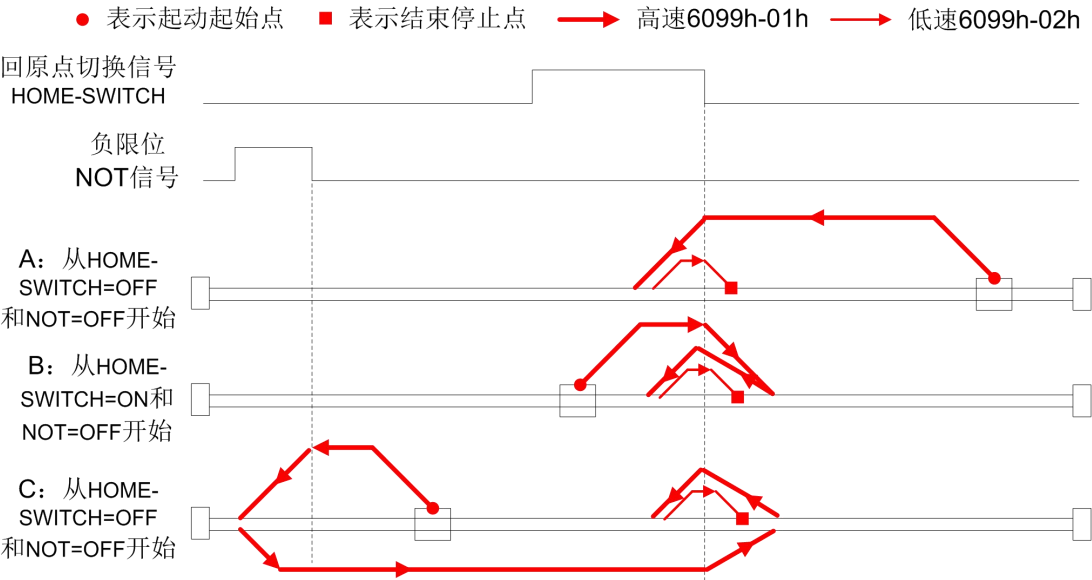 表示起动起始点 表示结束停止点 高速6099h-01h 低速6099h-02h
回原点切换信号
HOME-SWITCH
负限位
NOT信号
A：从HOME-
SWITCH=OFF
和NOT=OFF开始
B：从HOME-
SWITCH=ON和
NOT=OFF开始
C：从HOME-
SWITCH=OFF
和NOT=OFF开始